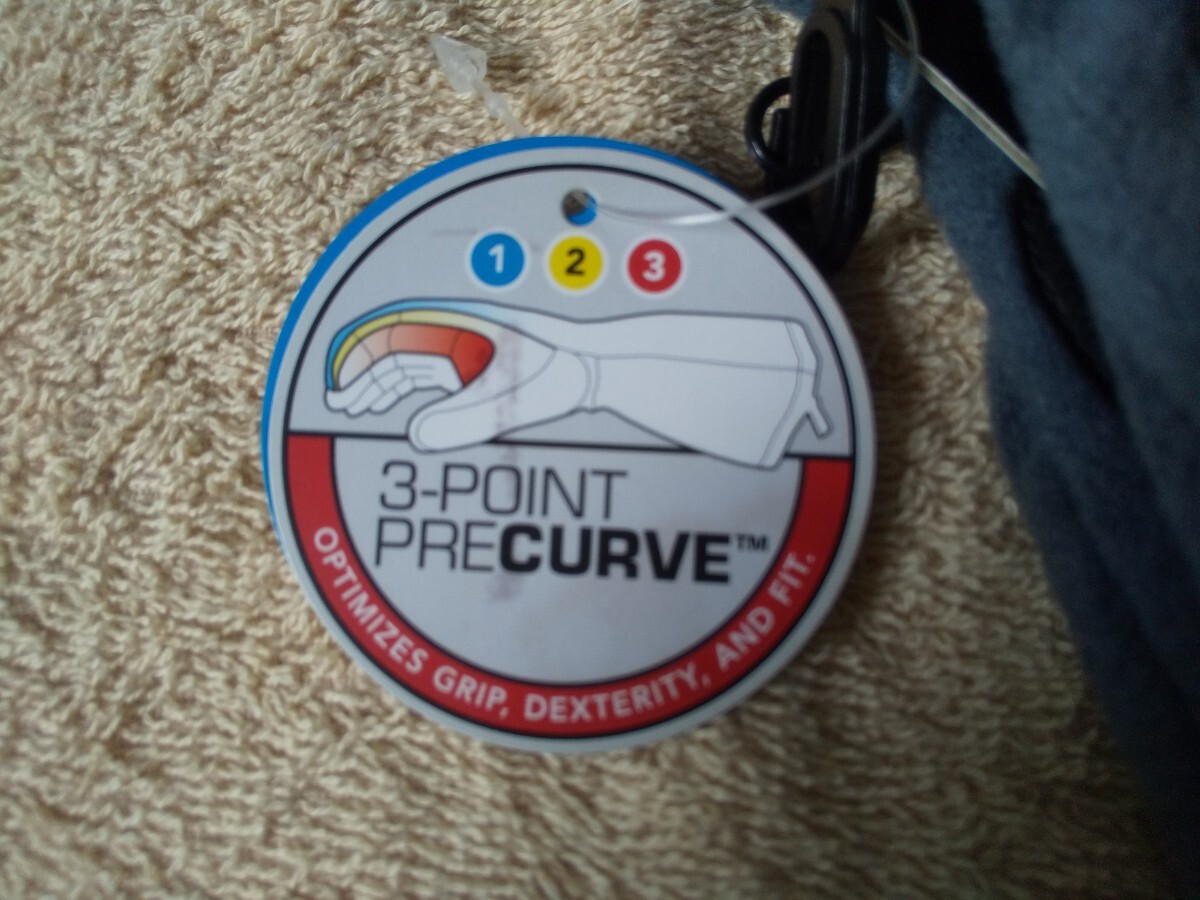 1 2 3
3-POINT
PRECURVE™
OPTIMIZES GRIP, DEXTERITY, AND FIT.